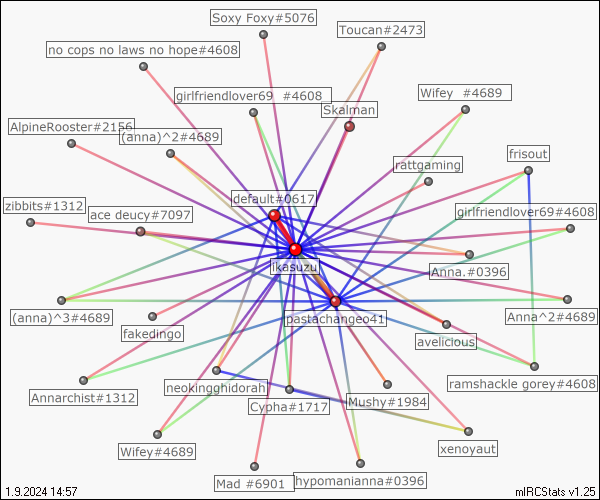 Soxy Foxy#5076
Toucan#2473
no cops no laws no hope#4608
girlfriendlover69 #4608
Wifey #4689
Skalman
AlpineRooster#2156
(anna)^2#4689
frisout
rattgaming
default#0617
zibbits#1312
ace deucy#7097
girlfriendlover69#4608
Ikasuzu
Anna.#0396
(anna)^3#4689
pastachangeo41
Anna^2#4689
fakedingo
avelicious
neokingghidorah
ramshackle gorey#4608
Annarchist#1312
Cypha#1717
Mushy#1984
Wifey#4689
xenoyaut
Mad #6901
hypomanianna#0396
1.9.2024 14:57
mIRCStats v1.25